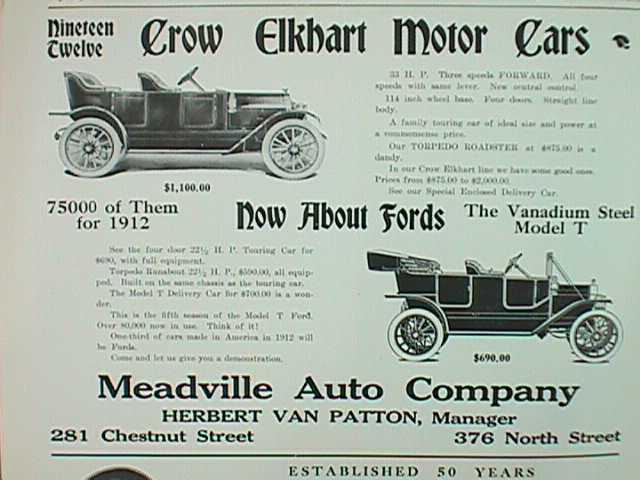 Nineteen
Twelve
Crow Elkhart Motor Cars
33 H. P. Three speeds FORWARD. All four
speeds with same lever. New central control.
114 inch wheel base. Four doors. Straight line
body.
A family touring car of ideal size and power at
a commonsense price.
Our TORPEDO ROADSTER at $875.00 is a
dandy.
In our Crow Elkhart line we have some good ones.
Prices from $875.00 to $2,000.00.
See our Special Enclosed Delivery Car.
$1,100.00
75000 of Them
for 1912
Now About Fords
The Vanadium Steel
Model T
See the four door 22½ H. P. Touring Car for
$690, with full equipment.
Torpedo Runabout 22½ H. P., $590.00, all equip-
ped. Built on the same chassis as the touring car.
The Model T Delivery Car for $700.00 is a won-
der.
This is the fifth season of the Model T Ford.
Over 80,000 now in use. Think of it!
One-third of cars made in America in 1912 will
be Fords.
Come and let us give you a demonstration.
$690.00
Meadville Auto Company
HERBERT VAN PATTON, Manager
281 Chestnut Street
376 North Street
ESTABLISHED 50 YEARS